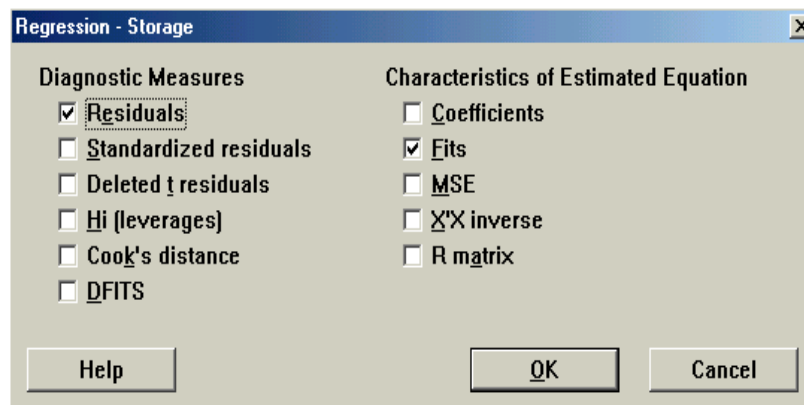 Regression - Storage
Diagnostic Measures
Residuals
Standardized residuals
Deleted t residuals
Hi (leverages)
Cook's distance
DFITS
Characteristics of Estimated Equation
Coefficients
Fits
MSE
X'X inverse
R matrix
Help
OK
Cancel